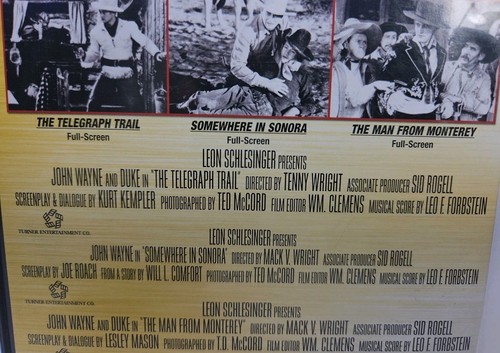 THE TELEGRAPH TRAIL
Full-Screen
SOMEWHERE IN SONORA
Full-Screen
THE MAN FROM MONTEREY
Full-Screen
LEON SCHLESINGER PRESENTS
JOHN WAYNE AND DUKE IN "THE TELEGRAPH TRAIL" DIRECTED BY TENNY WRIGHT ASSOCIATE PRODUCER SID ROGELL
SCREENPLAY & DIALOGUE BY KURT KEMPLER PHOTOGRAPHED BY TED McCORD FILM EDITOR WM. CLEMENS MUSICAL SCORE BY LEO F. FORBSTEIN
TURNER ENTERTAINMENT CO.
LEON SCHLESINGER PRESENTS
JOHN WAYNE IN "SOMEWHERE IN SONORA" DIRECTED BY MACK V. WRIGHT ASSOCIATE PRODUCER SID ROGELL
SCREENPLAY BY JOE ROACH FROM A STORY BY WILL L. COMFORT PHOTOGRAPHED BY TED McCORD FILM EDITOR WM. CLEMENS MUSICAL SCORE BY LEO F. FORBSTEIN
TURNER ENTERTAINMENT CO.
LEON SCHLESINGER PRESENTS
JOHN WAYNE AND DUKE IN "THE MAN FROM MONTEREY" DIRECTED BY MACK V. WRIGHT ASSOCIATE PRODUCER SID ROGELL
SCREENPLAY & DIALOGUE BY LESLEY MASON PHOTOGRAPHED BY T.D. McCORD FILM EDITOR WM. CLEMENS MUSICAL SCORE BY LEO F. FORBSTEIN